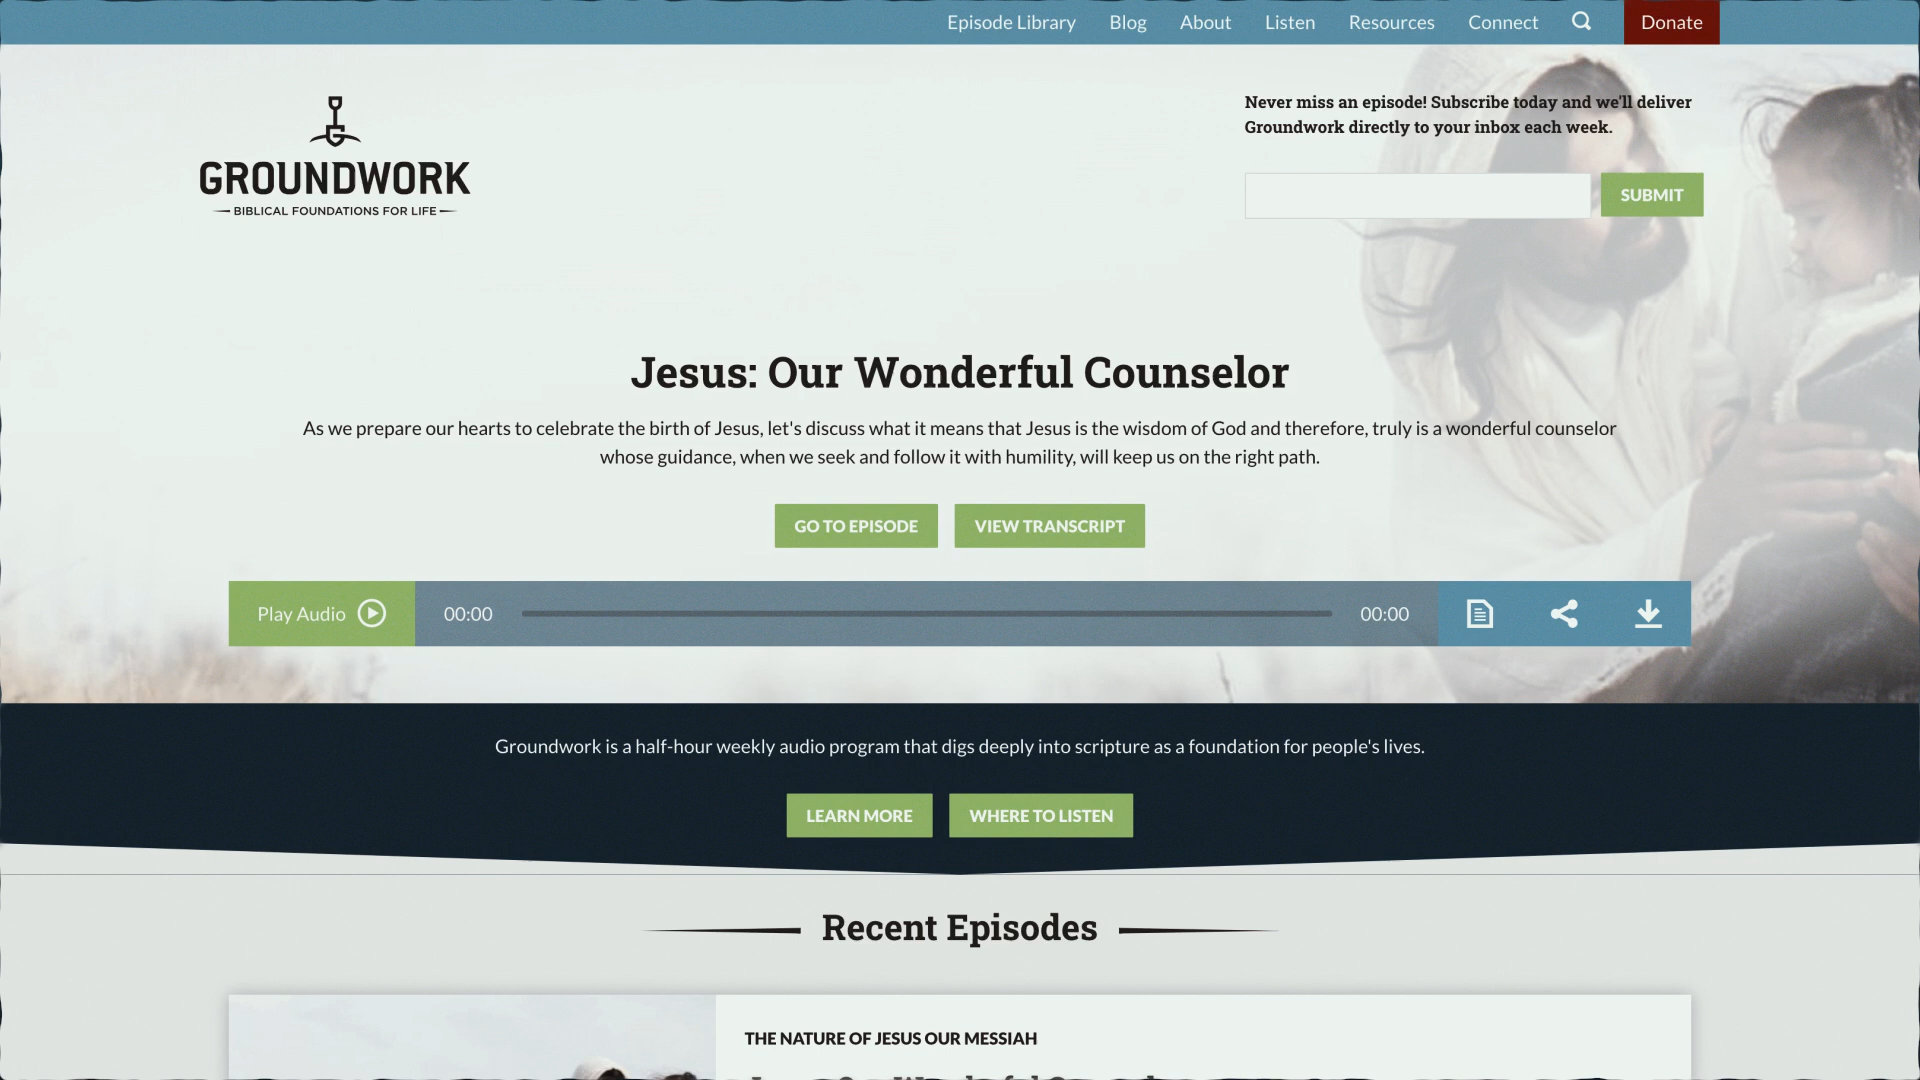 Episode Library Blog About Listen Resources Connect Donate
GROUNDWORK
BIBLICAL FOUNDATIONS FOR LIFE
Never miss an episode! Subscribe today and we'll deliver
Groundwork directly to your inbox each week.
SUBMIT
Jesus: Our Wonderful Counselor
As we prepare our hearts to celebrate the birth of Jesus, let's discuss what it means that Jesus is the wisdom of God and therefore, truly is a wonderful counselor
whose guidance, when we seek and follow it with humility, will keep us on the right path.
GO TO EPISODE VIEW TRANSCRIPT
Play Audio 00:00 00:00
Groundwork is a half-hour weekly audio program that digs deeply into scripture as a foundation for people's lives.
LEARN MORE WHERE TO LISTEN
Recent Episodes
THE NATURE OF JESUS OUR MESSIAH